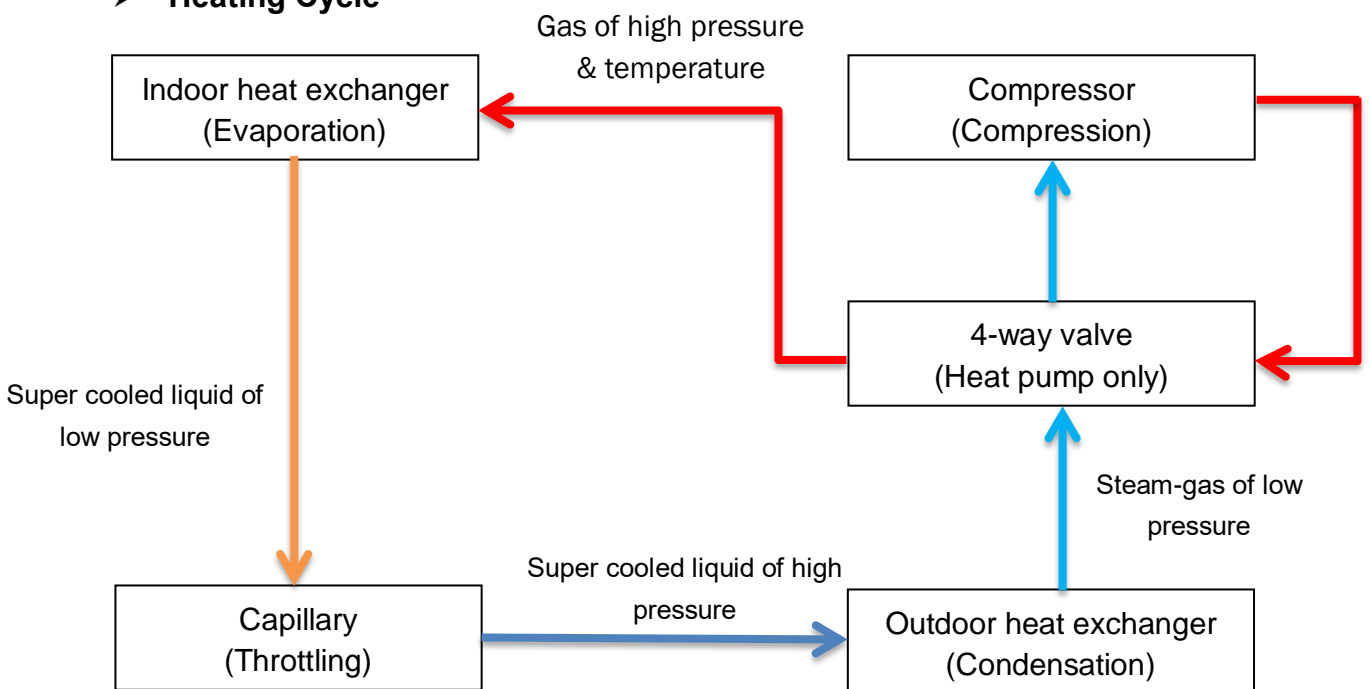 Heating Cycle
Gas of high pressure
& temperature
Indoor heat exchanger
(Evaporation)
Compressor
(Compression)
4-way valve
(Heat pump only)
Super cooled liquid of
low pressure
Steam-gas of low
pressure
Super cooled liquid of high
pressure
Capillary
(Throttling)
Outdoor heat exchanger
(Condensation)